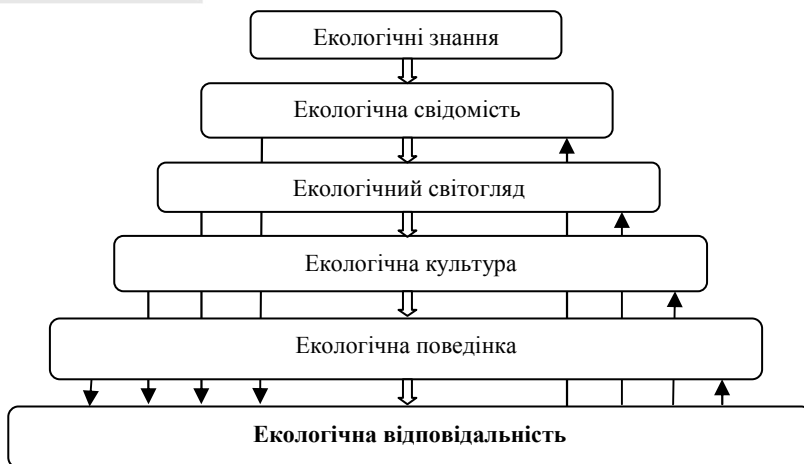 Екологічні знання
Екологічна свідомість
Екологічний світогляд
Екологічна культура
Екологічна поведінка
Екологічна відповідальність